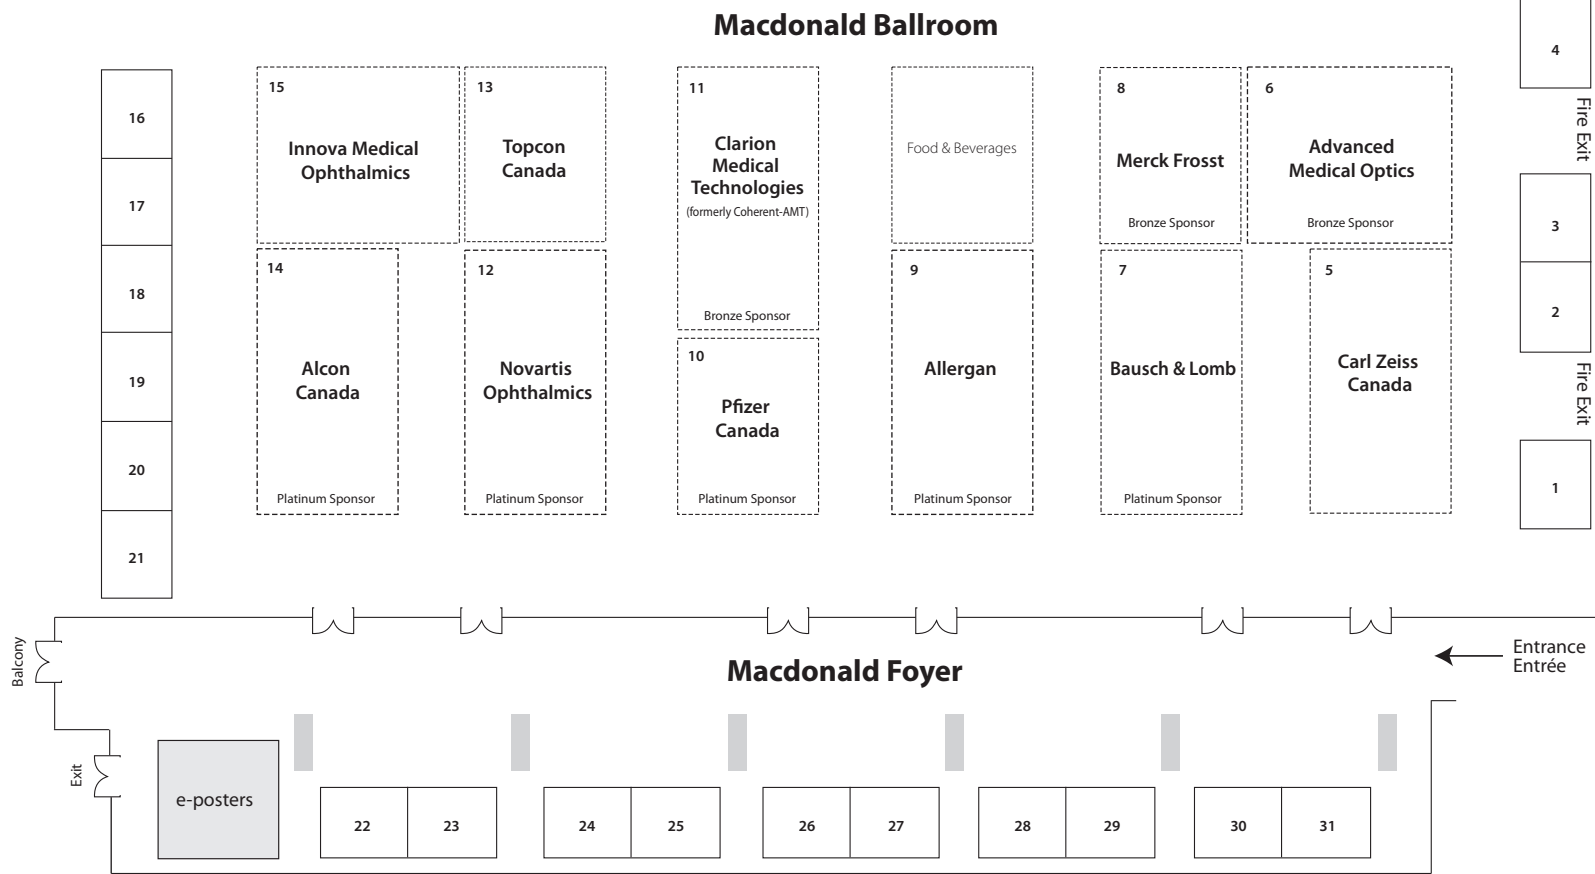 Macdonald Ballroom
4
Fire Exit
3
2
Fire Exit
1
16
17
18
19
20
21
15
Innova Medical
Ophthalmics
13
Topcon
Canada
11
Clarion
Medical
Technologies
(formerly Coherent-AMT)
Bronze Sponsor
Food & Beverages
8
Merck Frosst
Bronze Sponsor
6
Advanced
Medical Optics
Bronze Sponsor
14
Alcon
Canada
Platinum Sponsor
12
Novartis
Ophthalmics
Platinum Sponsor
10
Pfizer
Canada
Platinum Sponsor
9
Allergan
Platinum Sponsor
7
Bausch & Lomb
Platinum Sponsor
5
Carl Zeiss
Canada
Balcony
Macdonald Foyer
Entrance
Entrée
Exit
e-posters
22
23
24
25
26
27
28
29
30
31